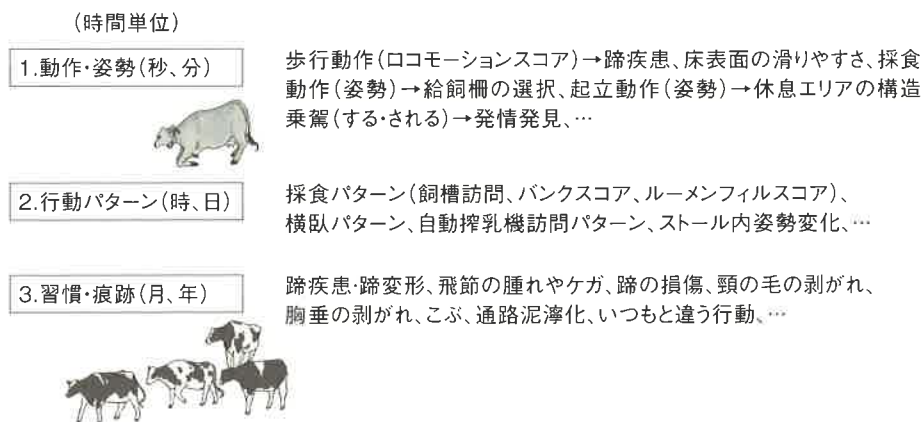 (時間単位)
1.動作・姿勢(秒、分)
歩行動作(ロコモーションスコア)→蹄疾患、床表面の滑りやすさ、採食
動作(姿勢)→給飼柵の選択、起立動作(姿勢)→休息エリアの構造
乗駕(する・される)→発情発見、…
2.行動パターン(時、日)
採食パターン(飼槽訪問、バンクスコア、ルーメンフィルスコア)、
横臥パターン、自動搾乳機訪問パターン、ストール内姿勢変化、…
3.習慣・痕跡(月、年)
蹄疾患・蹄変形、飛節の腫れやケガ、蹄の損傷、頸の毛の剥がれ、
胸垂の剥がれ、こぶ、通路泥濘化、いつもと違う行動、…